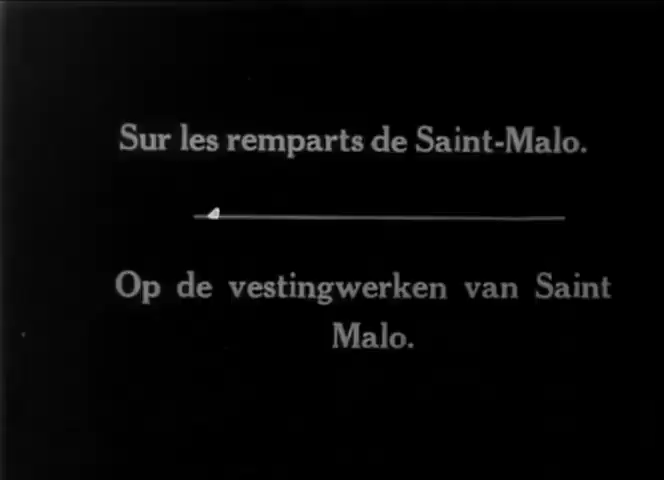 Sur les remparts de Saint-Malo.
Op de vestingwerken van Saint
Malo.